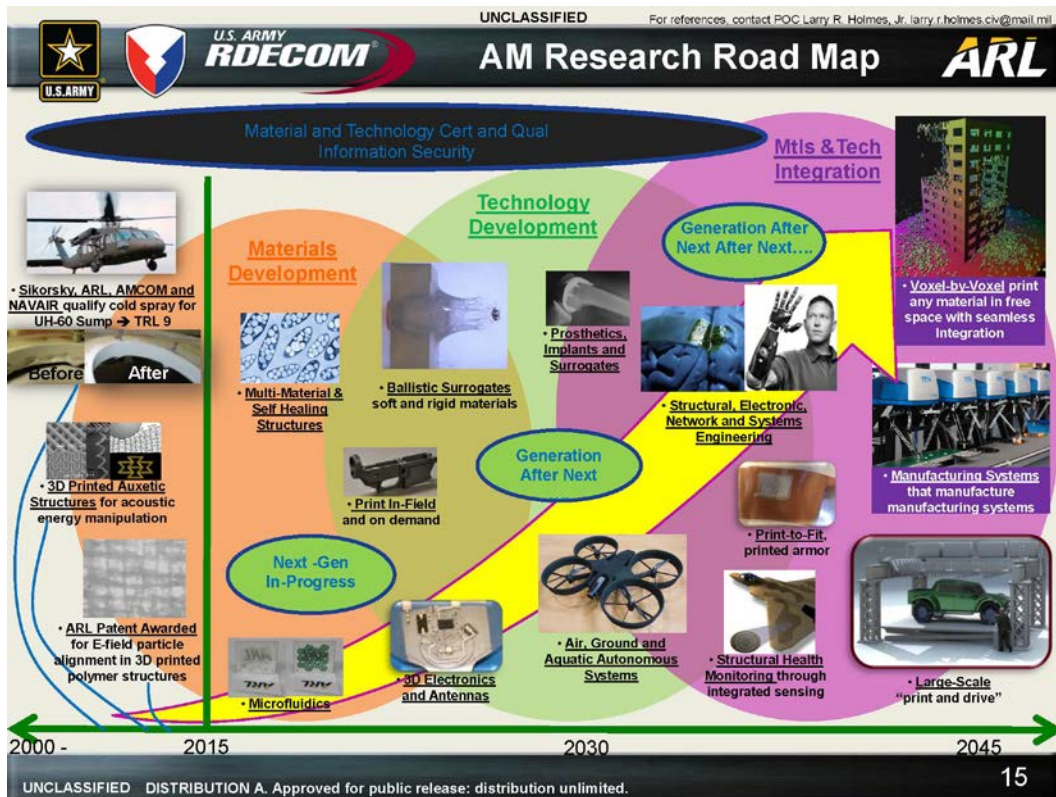 UNCLASSIFIED
For references, contact POC Larry R. Holmes, Jr. larry.r.holmes.civ@mail.mil
U.S.ARMY
U.S. ARMY
RDECOM®
AM Research Road Map
ARL
Material and Technology Cert and Qual
Information Security
Mtls & Tech
Integration
Technology
Development
Materials
Development
Generation After
Next After Next….
• Sikorsky, ARL, AMCOM and
NAVAIR qualify cold spray for
UH-60 Sump ➔ TRL 9
Before
After
• Voxel-by-Voxel print
any material in free
space with seamless
Integration
• Prosthetics,
Implants and
Surrogates
• Multi-Material &
Self Healing
Structures
• Ballistic Surrogates
soft and rigid materials
• Structural, Electronic,
Network and Systems
Engineering
Generation
After Next
• 3D Printed Auxetic
Structures for acoustic
energy manipulation
• Print In-Field
and on demand
• Manufacturing Systems
that manufacture
manufacturing systems
• Print-to-Fit,
printed armor
Next -Gen
In-Progress
• ARL Patent Awarded
for E-field particle
alignment in 3D printed
polymer structures
• Microfluidics
• 3D Electronics
and Antennas
• Air, Ground and
Aquatic Autonomous
Systems
• Structural Health
Monitoring through
integrated sensing
• Large-Scale
“print and drive”
2000 -
2015
2030
2045
UNCLASSIFIED DISTRIBUTION A. Approved for public release: distribution unlimited.
15